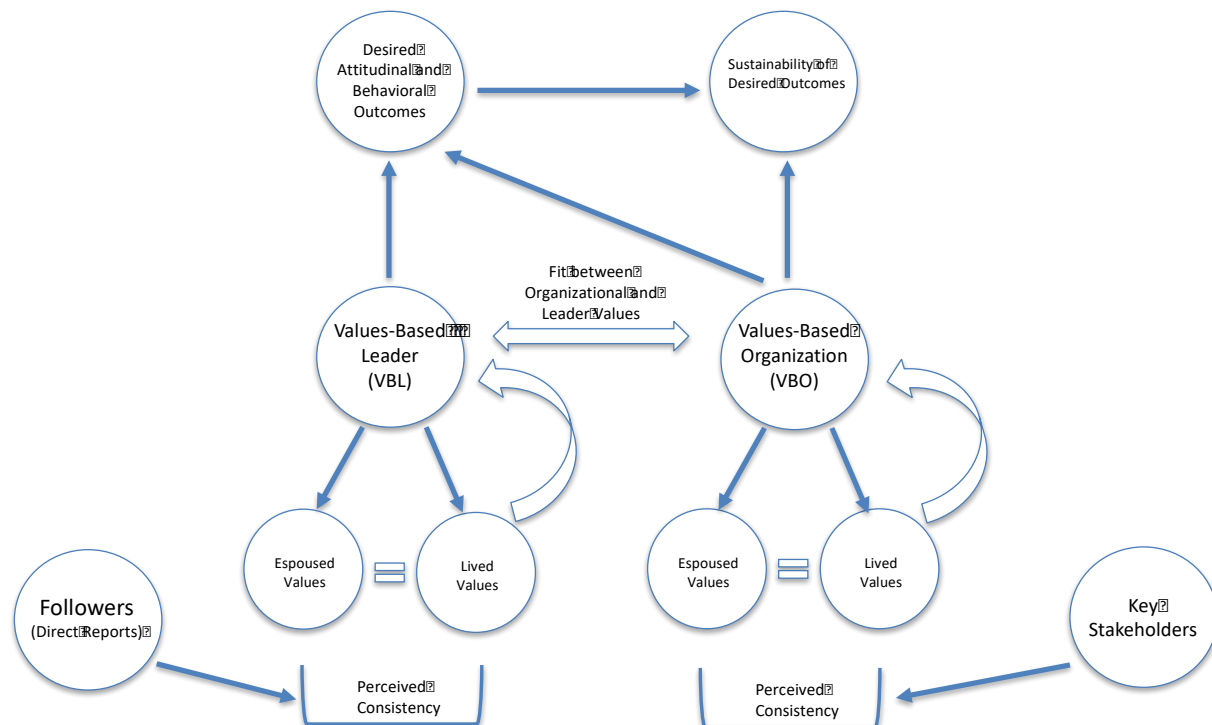 Desired
Attitudinal and
Behavioral
Outcomes
Sustainability of
Desired Outcomes
Fit between
Organizational and
Leader Values
Values-Based
Leader
(VBL)
Values-Based
Organization
(VBO)
Espoused
Values
=
Lived
Values
Espoused
Values
=
Lived
Values
Followers
(Direct Reports)
Key
Stakeholders
Perceived
Consistency
Perceived
Consistency